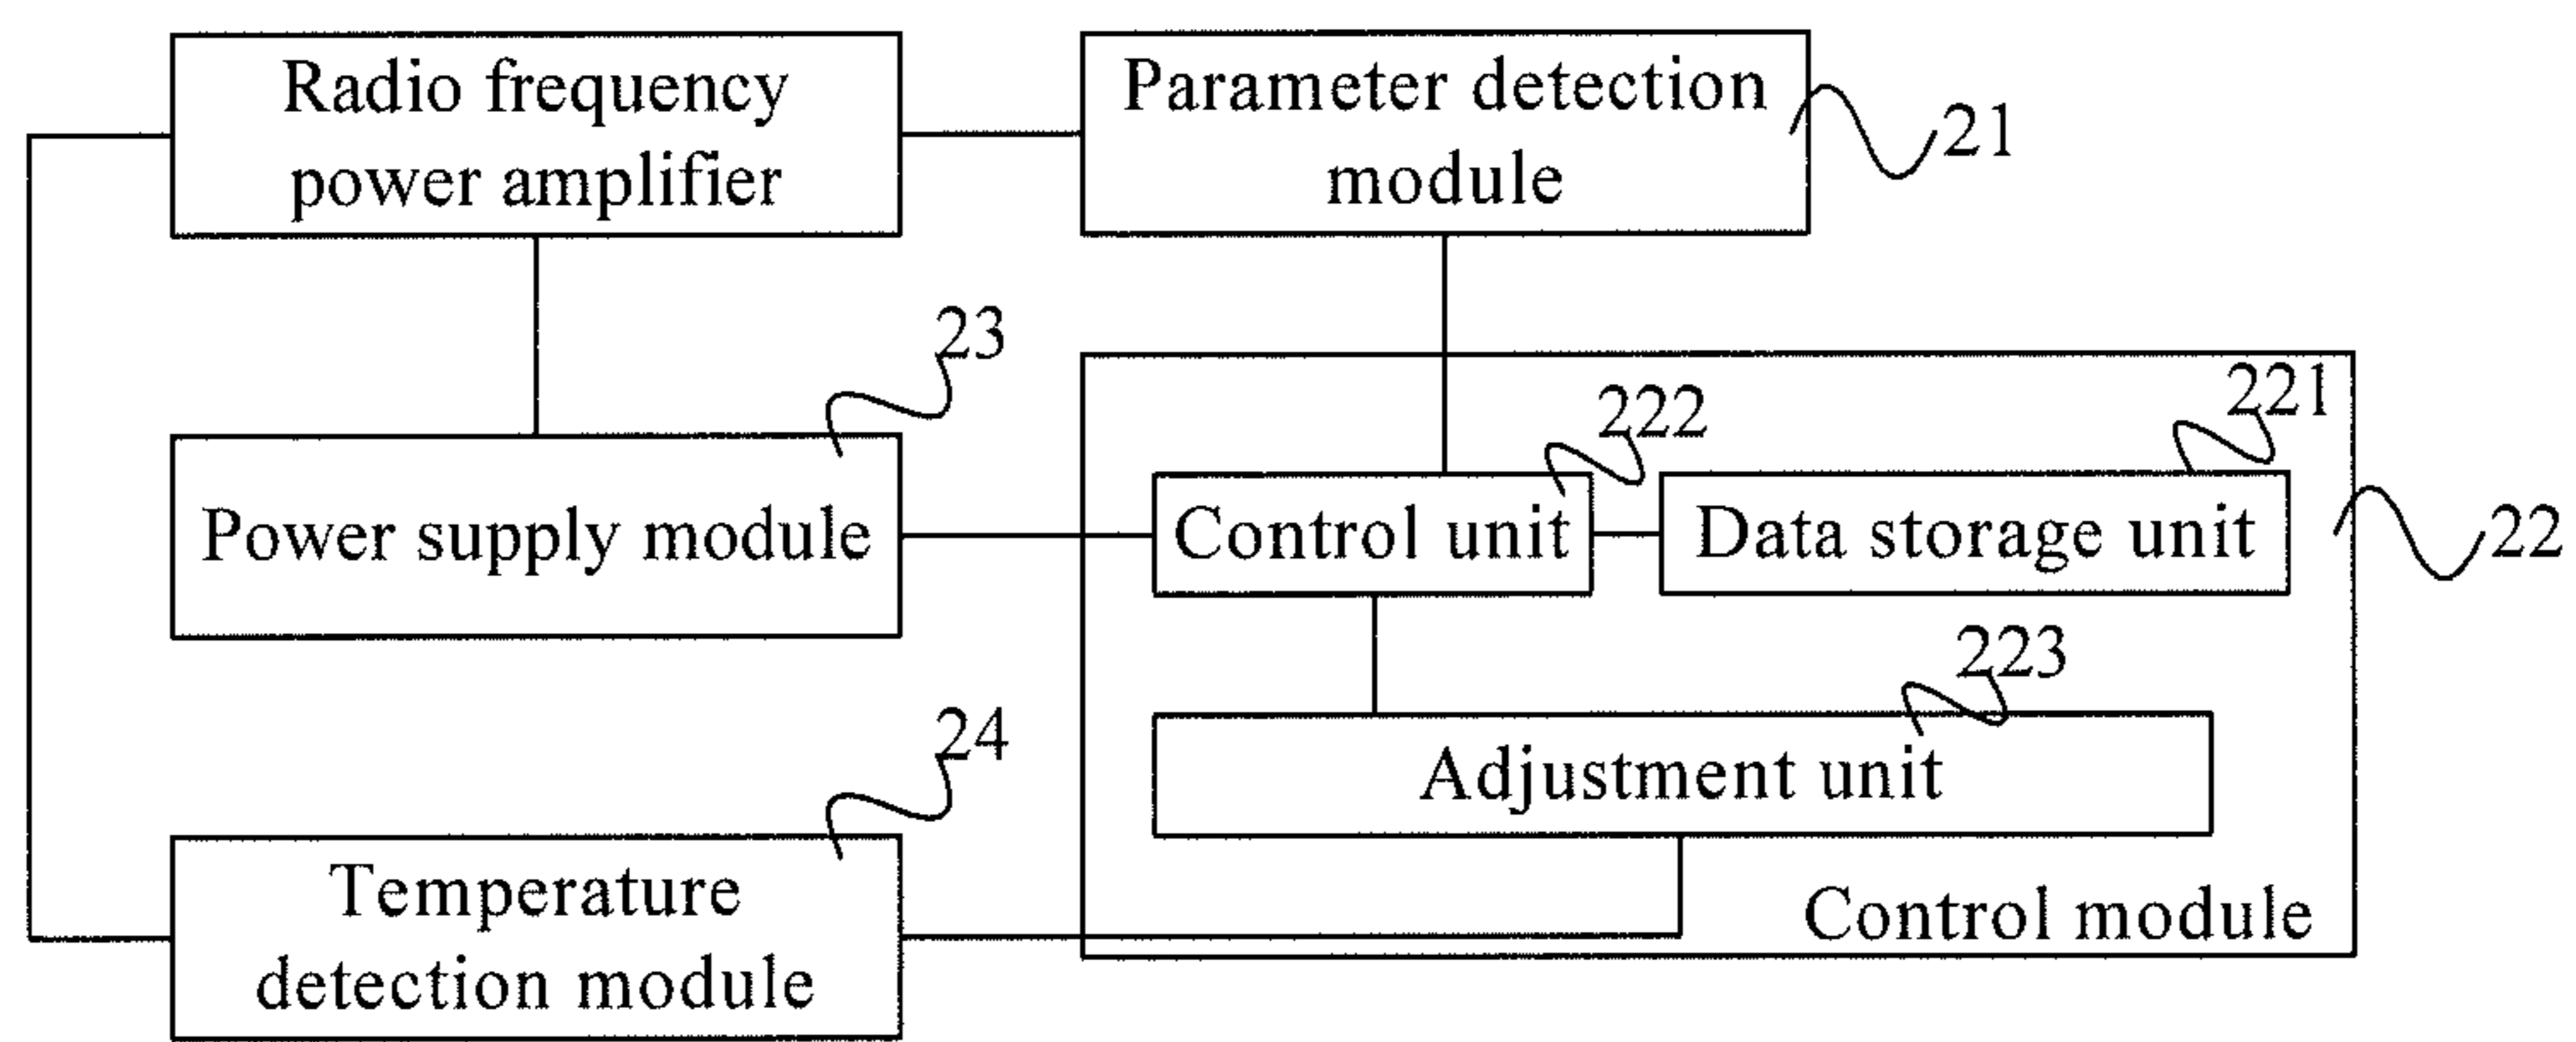 Radio frequency
power amplifier
Parameter detection
module
21
23
222
221
Power supply module
Control unit
Data storage unit
22
223
24
Adjustment unit
Temperature
detection module
Control module